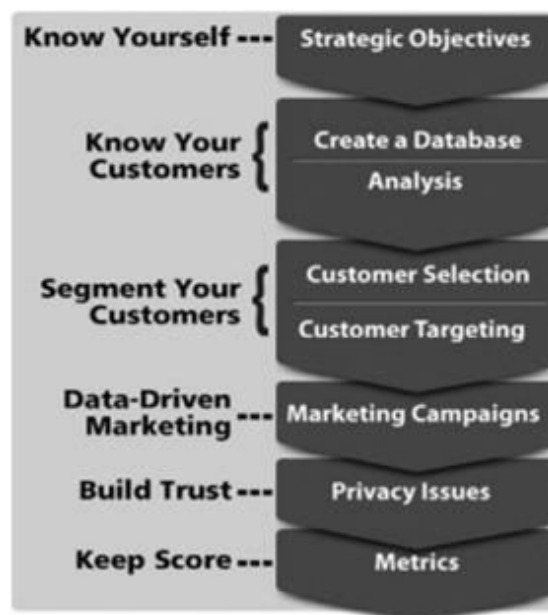 Know Yourself --- Strategic Objectives
Know Your
Customers
Create a Database
Analysis
Segment Your
Customers
Customer Selection
Customer Targeting
Data-Driven
Marketing --- Marketing Campaigns
Build Trust --- Privacy Issues
Keep Score --- Metrics